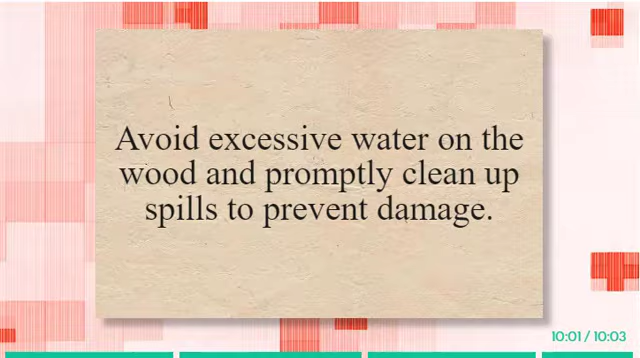 Avoid excessive water on the
wood and promptly clean up
spills to prevent damage.
10:01 / 10:03